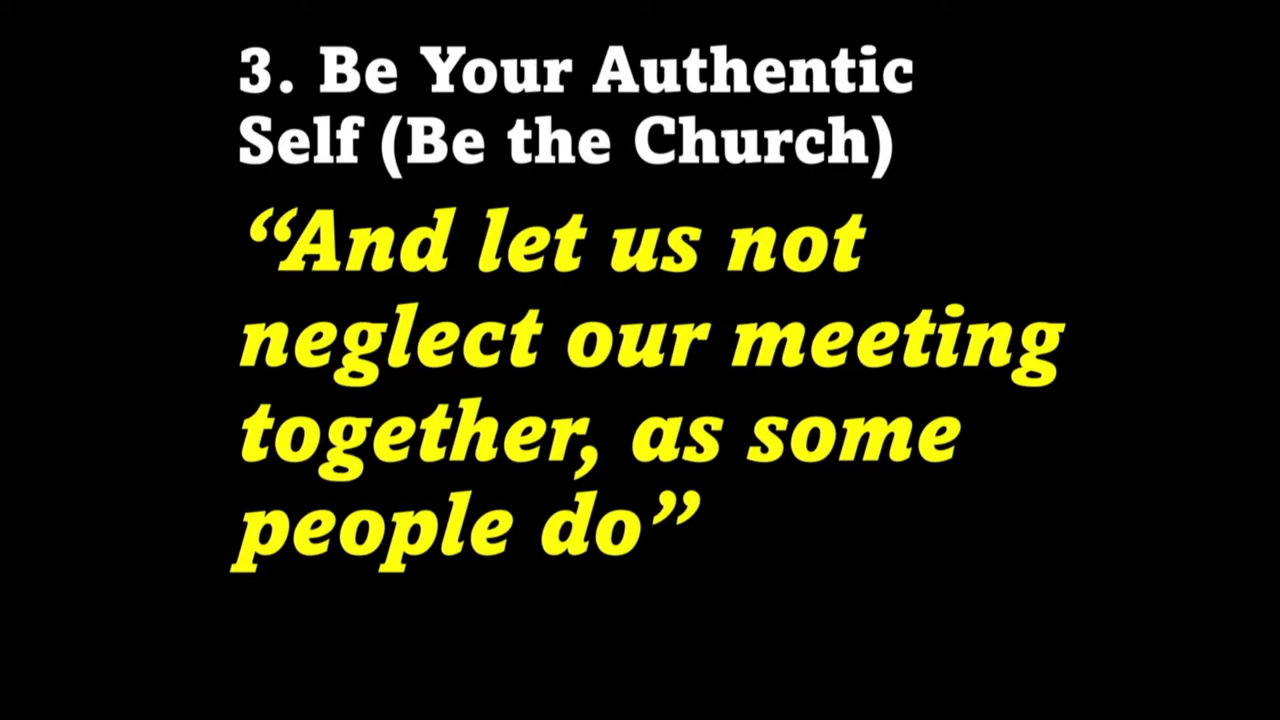 3. Be Your Authentic
Self (Be the Church)
“And let us not
neglect our meeting
together, as some
people do”